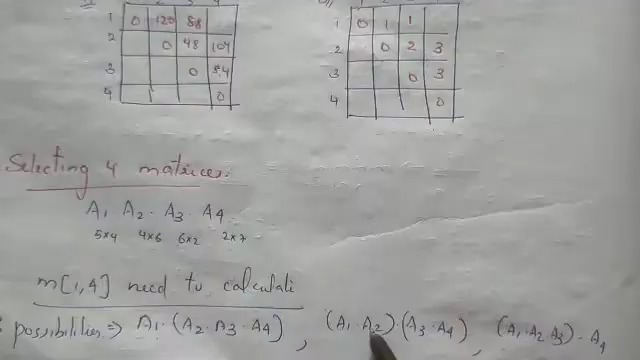 1 0 120 88
2 0 48 104
3 0 84
4 0
1 0 1 1
2 0 2 3
3 0 3
4 0
Selecting 4 matrices.
A1 A2 . A3 . A4
5x4 4x6 6x2 2x7
m[1,4] need to calculati
possibilities => A1 . (A2 . A3 . A4) , (A1 . A2) . (A3 . A4) , (A1 . A2 A3) - A4